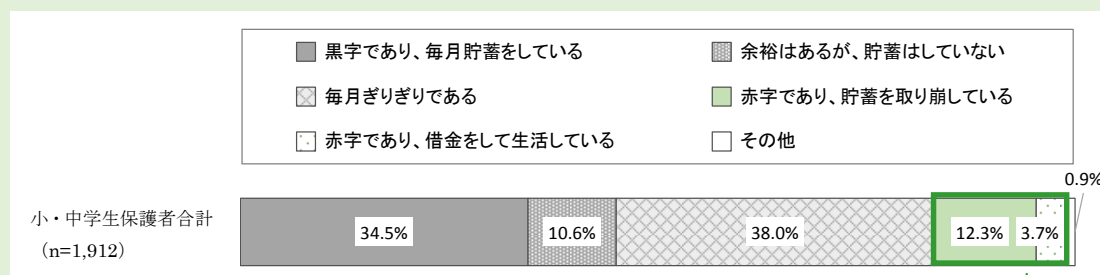 黒字であり、毎月貯蓄をしている
余裕はあるが、貯蓄はしていない
毎月ぎりぎりである
赤字であり、貯蓄を取り崩している
赤字であり、借金をして生活している
その他
0.9%
小・中学生保護者合計
(n=1,912)
34.5%
10.6%
38.0%
12.3%
3.7%